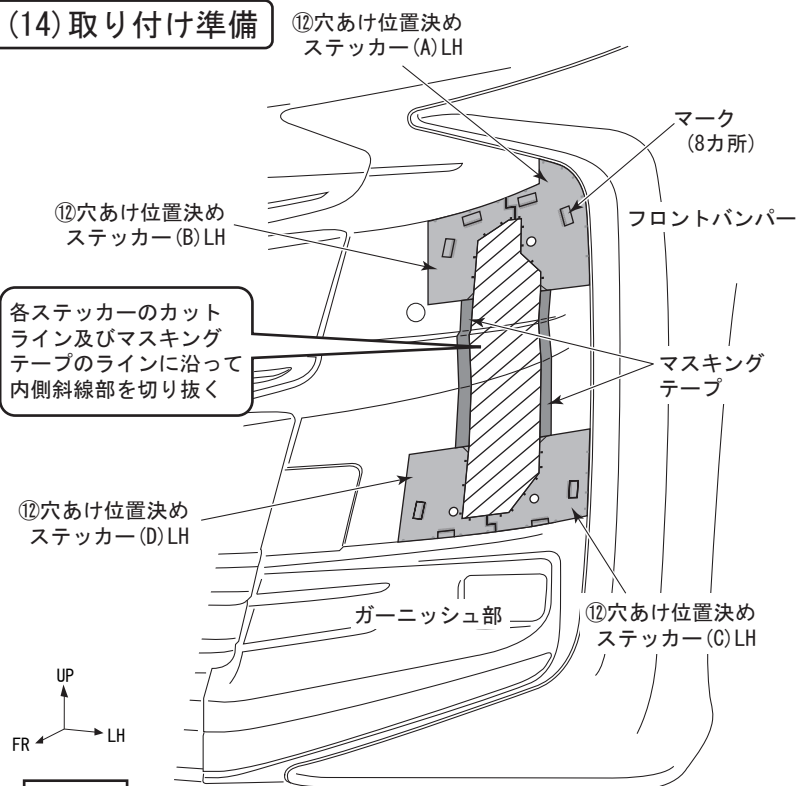 (14)取り付け準備
⑫穴あけ位置決め
ステッカー(A)LH
マーク
(8カ所)
⑫穴あけ位置決め
ステッカー(B)LH
フロントバンパー
各ステッカーのカット
ライン及びマスキング
テープのラインに沿って
内側斜線部を切り抜く
マスキング
テープ
⑫穴あけ位置決め
ステッカー(D)LH
ガーニッシュ部
⑫穴あけ位置決め
ステッカー(C)LH
UP
FR
LH